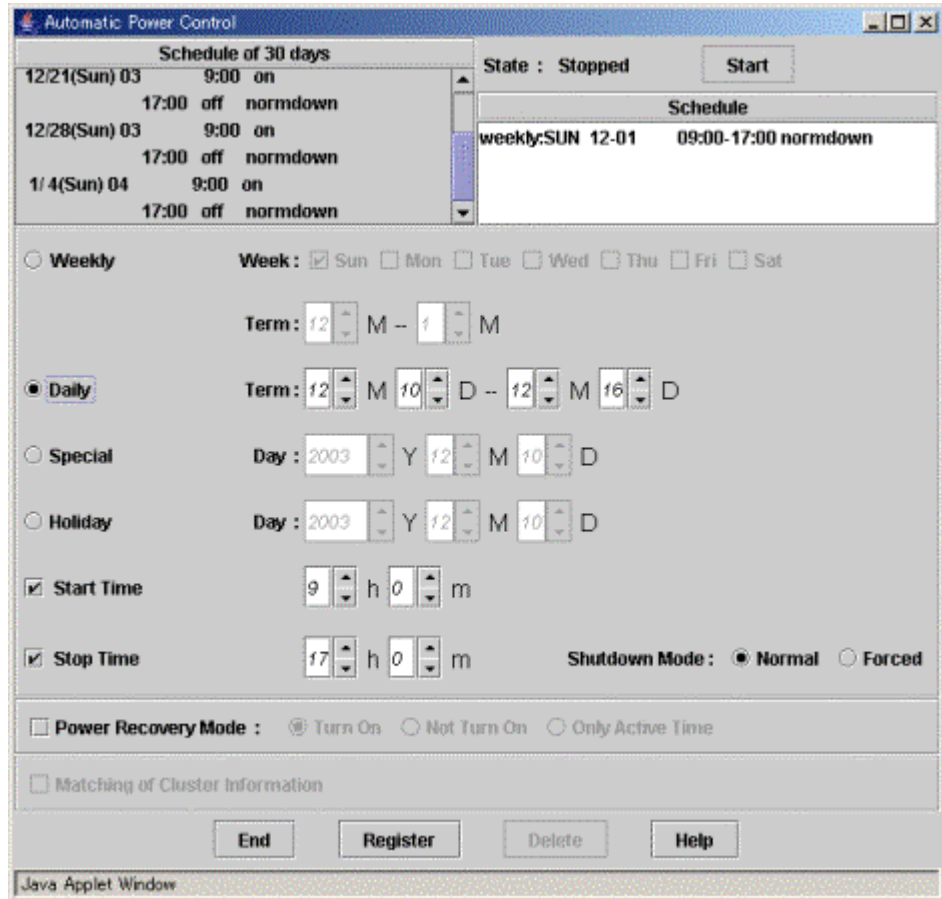 Automatic Power Control
Schedule of 30 days
12/21(Sun) 03 9:00 on
17:00 off normdown
12/28(Sun) 03 9:00 on
17:00 off normdown
1/ 4(Sun) 04 9:00 on
17:00 off normdown
State : Stopped Start
Schedule
weekly:SUN 12-01 09:00-17:00 normdown
Weekly Week : Sun Mon Tue Wed Thu Fri Sat
Term : 12 M -- 1 M
Daily Term : 12 M 10 D -- 12 M 16 D
Special Day : 2003 Y 12 M 10 D
Holiday Day : 2003 Y 12 M 10 D
Start Time 9 h 0 m
Stop Time 17 h 0 m Shutdown Mode : Normal Forced
Power Recovery Mode : Turn On Not Turn On Only Active Time
Matching of Cluster Information
End Register Delete Help
Java Applet Window